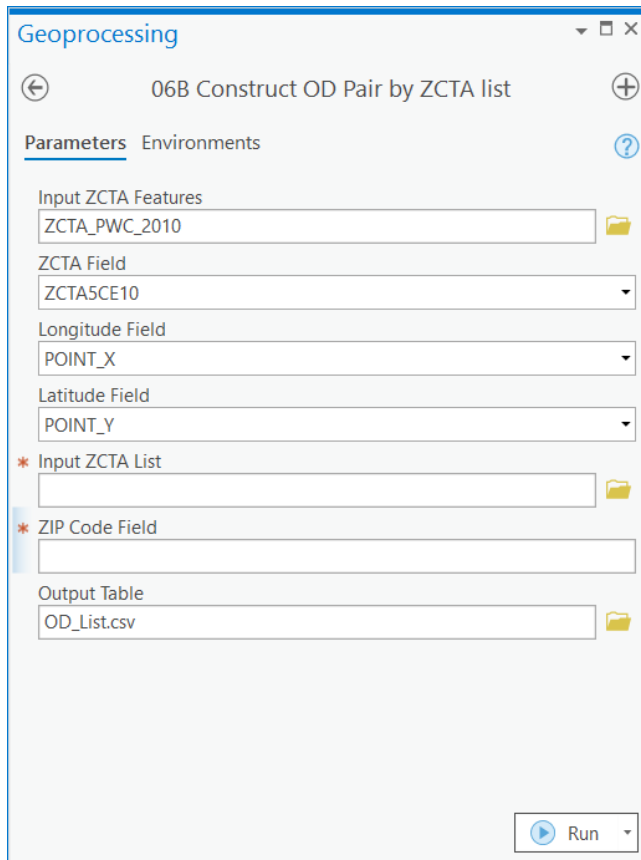 Geoprocessing
06B Construct OD Pair by ZCTA list
Parameters Environments
Input ZCTA Features
ZCTA_PWC_2010
ZCTA Field
ZCTA5CE10
Longitude Field
POINT_X
Latitude Field
POINT_Y
* Input ZCTA List
* ZIP Code Field
Output Table
OD_List.csv
Run